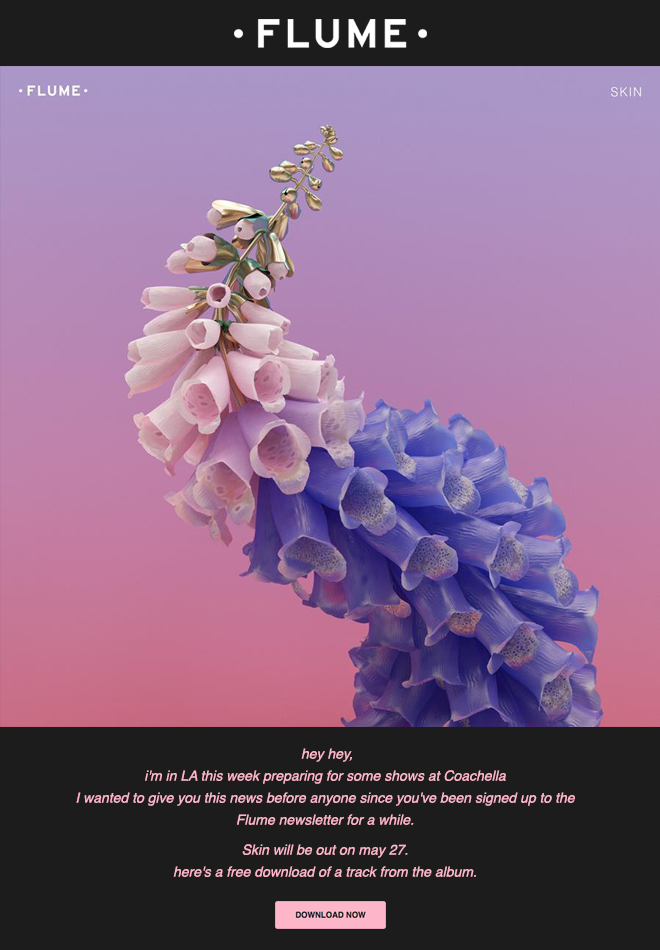 • FLUME •
• FLUME •
SKIN
hey hey,
i'm in LA this week preparing for some shows at Coachella
I wanted to give you this news before anyone since you've been signed up to the
Flume newsletter for a while.
Skin will be out on may 27.
here's a free download of a track from the album.
DOWNLOAD NOW